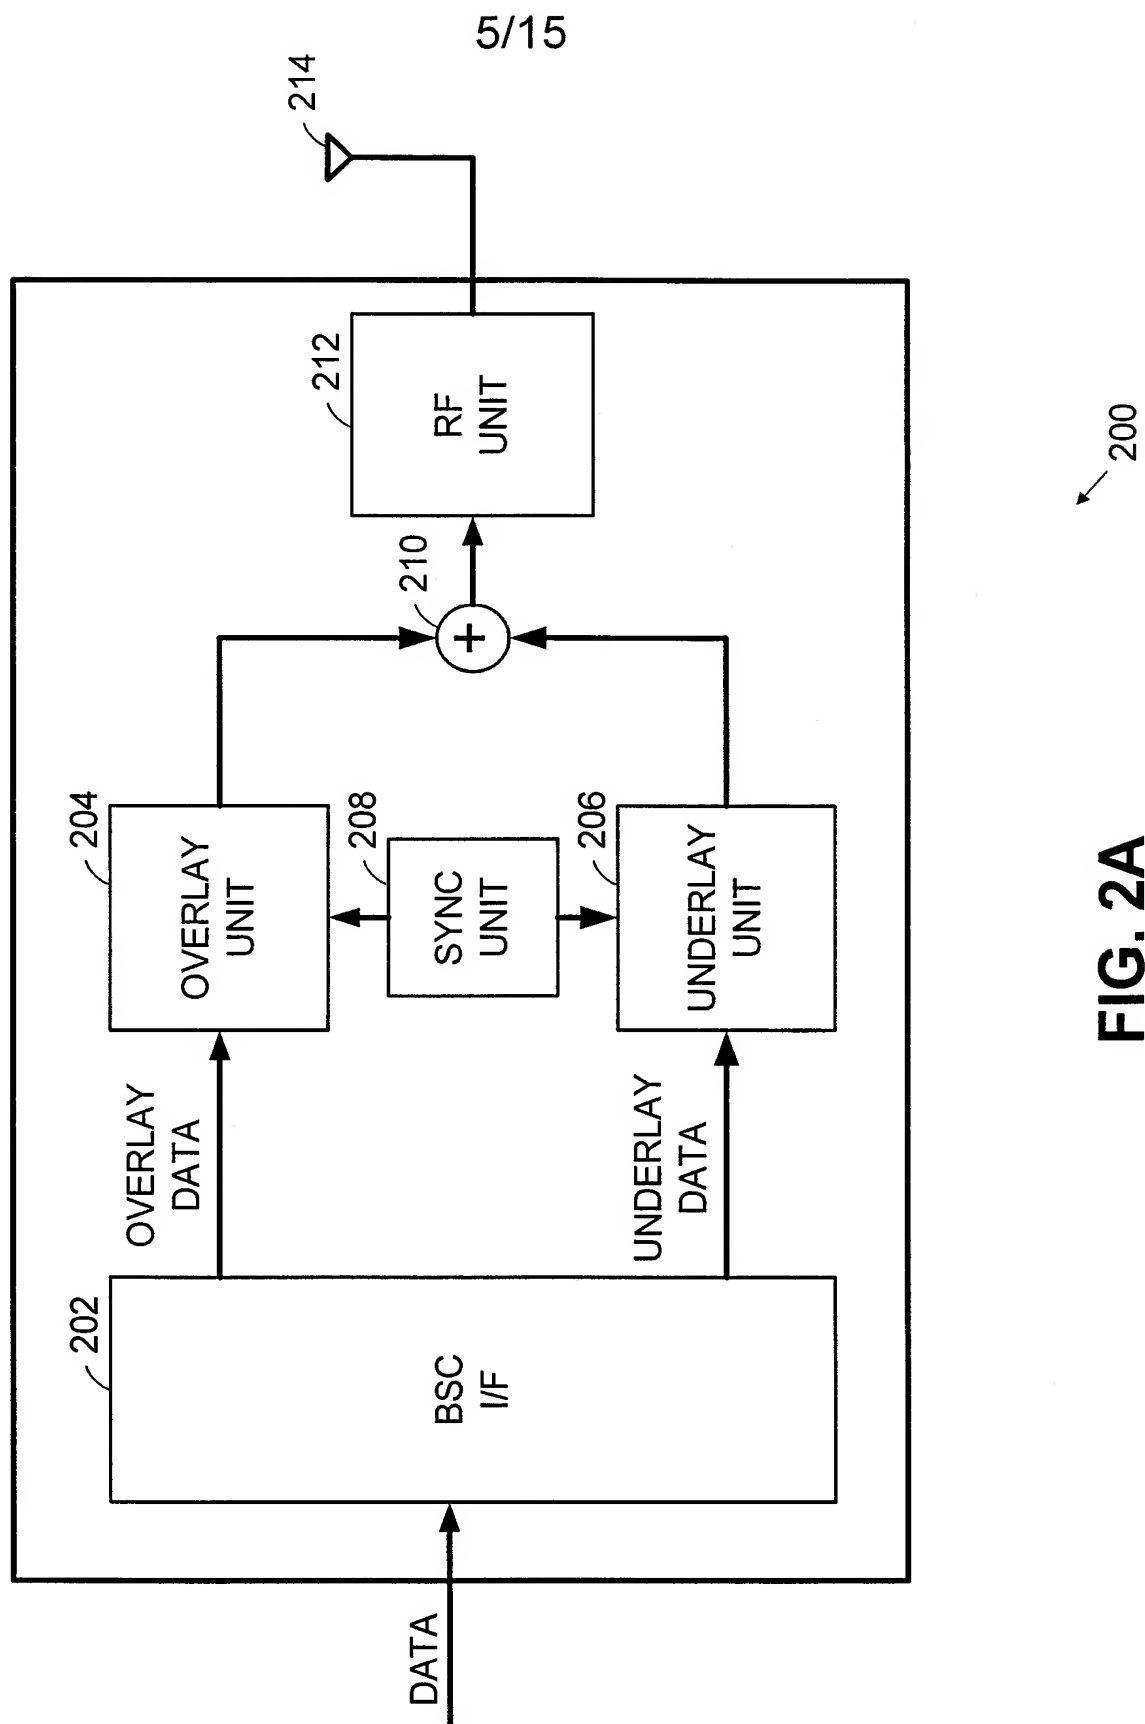 5/15
DATA
202
BSC
I/F
OVERLAY
DATA
UNDERLAY
DATA
204
OVERLAY
UNIT
208
SYNC
UNIT
206
UNDERLAY
UNIT
210
+
212
RF
UNIT
214
200
FIG. 2A